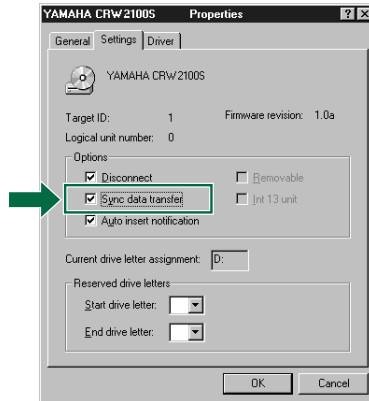 YAMAHA CRW2100S Properties
General Settings Driver
YAMAHA CRW2100S
Target ID: 1 Firmware revision: 1.0a
Logical unit number: 0
Options
Disconnect Removable
Sync data transfer Int 13 unit
Auto insert notification
Current drive letter assignment: D:
Reserved drive letters
Start drive letter:
End drive letter:
OK Cancel